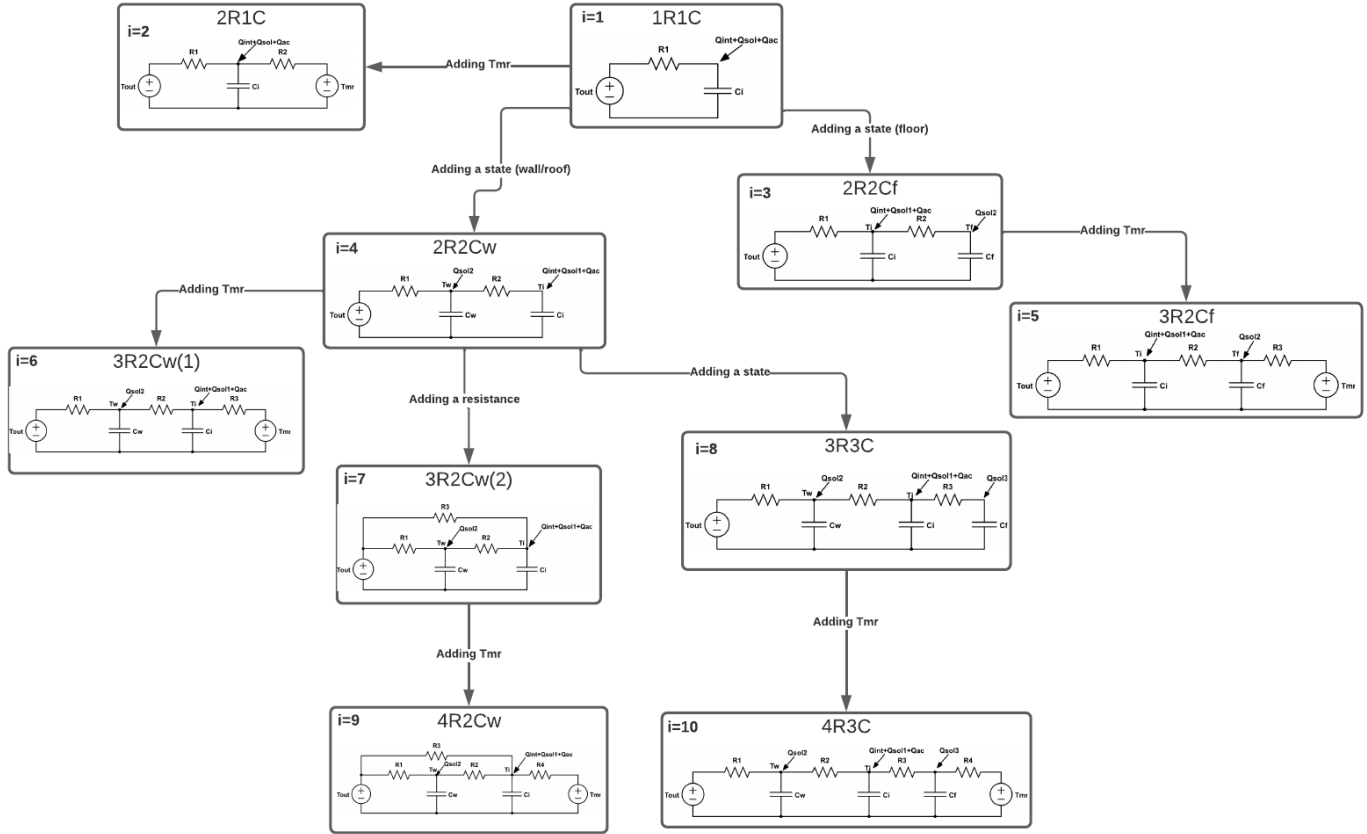 i=2
2R1C
Qint+Qsol+Qac
R1
R2
Tout
Ci
Tmr
Adding Tmr
i=1
1R1C
Qint+Qsol+Qac
R1
Tout
Ci
Adding a state (wall/roof)
Adding a state (floor)
i=3
2R2Cf
Qint+Qsol1+Qac
Qsol2
R1
Ti
R2
Tf
Tout
Ci
Cf
Adding Tmr
i=4
2R2Cw
Qsol2
Qint+Qsol1+Qac
R1
Tw
R2
Ti
Tout
Cw
Ci
Adding Tmr
i=5
3R2Cf
Qint+Qsol1+Qac
Qsol2
R1
Ti
R2
Tf
R3
Tout
Ci
Cf
Tmr
i=6
3R2Cw(1)
Qsol2
Qint+Qsol1+Qac
R1
Tw
R2
Ti
R3
Tout
Cw
Ci
Tmr
Adding a resistance
Adding a state
i=7
3R2Cw(2)
R3
Qsol2
Qint+Qsol1+Qac
R1
Tw
R2
Ti
Tout
Cw
Ci
i=8
3R3C
Qsol2
Qint+Qsol1+Qac
Qsol3
R1
Tw
R2
Ti
R3
Tout
Cw
Ci
Cf
Adding Tmr
Adding Tmr
i=9
4R2Cw
R3
Qsol2
Qint+Qsol1+Qac
R1
Tw
R2
Ti
R4
Tout
Cw
Ci
Tmr
i=10
4R3C
Qsol2
Qint+Qsol1+Qac
Qsol3
R1
Tw
R2
Ti
R3
R4
Tout
Cw
Ci
Cf
Tmr